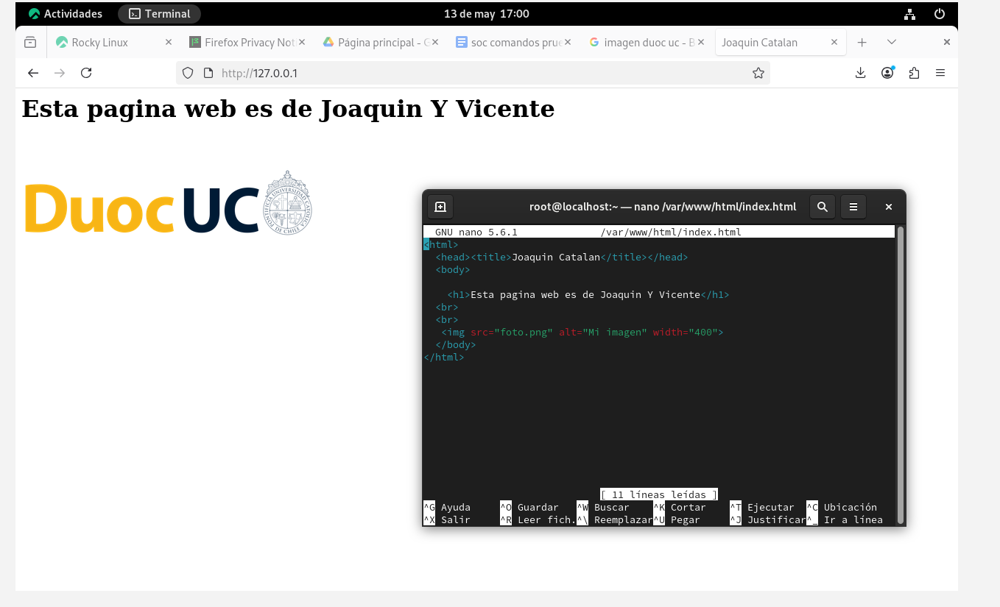 Actividades Terminal 13 de may 17:00
Rocky Linux Firefox Privacy Not Página principal - G soc comandos prue imagen duoc uc - B Joaquin Catalan
http://127.0.0.1
Esta pagina web es de Joaquin Y Vicente
Duoc UC
PONTIFICIA UNIVERSIDAD CATOLICA DE CHILE
root@localhost:~ — nano /var/www/html/index.html
GNU nano 5.6.1 /var/www/html/index.html
<html>
<head><title>Joaquin Catalan</title></head>
<body>
<h1>Esta pagina web es de Joaquin Y Vicente</h1>
<br>
<br>
<img src="foto.png" alt="Mi imagen" width="400">
</body>
</html>
[ 11 líneas leídas ]
^G Ayuda ^O Guardar ^W Buscar ^K Cortar ^T Ejecutar ^C Ubicación
^X Salir ^R Leer fich. ^\ Reemplazar ^U Pegar ^J Justificar ^_ Ir a línea